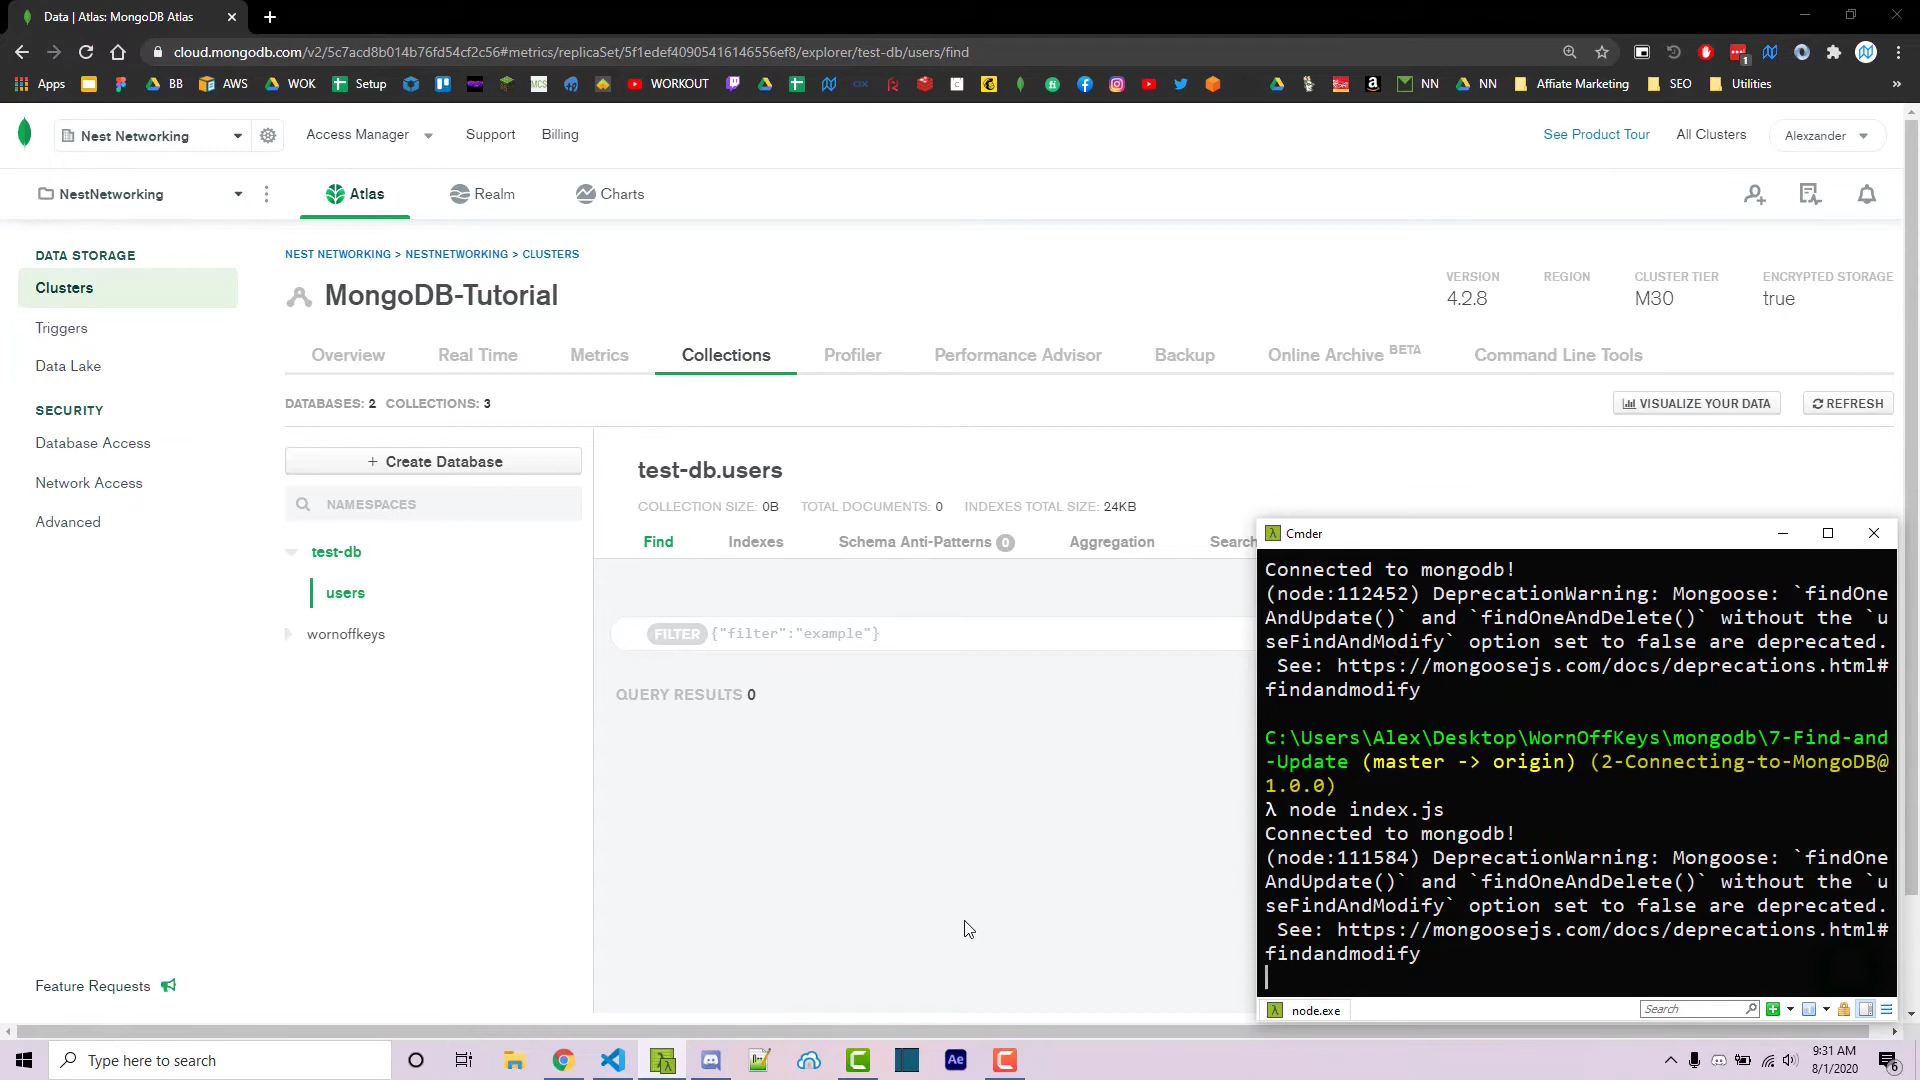 Data | Atlas: MongoDB Atlas
cloud.mongodb.com/v2/5c7acd8b014b76fd54cf2c56#metrics/replicaSet/5f1edef40905416146556ef8/explorer/test-db/users/find
Apps BB AWS WOK Setup MCS WORKOUT NN NN Affiate Marketing SEO Utilities »
Nest Networking Access Manager Support Billing See Product Tour All Clusters Alexzander
NestNetworking Atlas Realm Charts
DATA STORAGE
Clusters
Triggers
Data Lake
SECURITY
Database Access
Network Access
Advanced
Feature Requests
NEST NETWORKING > NESTNETWORKING > CLUSTERS
MongoDB-Tutorial
VERSION REGION CLUSTER TIER ENCRYPTED STORAGE
4.2.8 M30 true
Overview Real Time Metrics Collections Profiler Performance Advisor Backup Online Archive BETA Command Line Tools
DATABASES: 2 COLLECTIONS: 3
VISUALIZE YOUR DATA REFRESH
+ Create Database
NAMESPACES
test-db
users
wornoffkeys
test-db.users
COLLECTION SIZE: 0B TOTAL DOCUMENTS: 0 INDEXES TOTAL SIZE: 24KB
Find Indexes Schema Anti-Patterns 0 Aggregation Search
FILTER {"filter":"example"}
QUERY RESULTS 0
Cmder
Connected to mongodb!
(node:112452) DeprecationWarning: Mongoose: `findOne
AndUpdate()` and `findOneAndDelete()` without the `u
seFindAndModify` option set to false are deprecated.
See: https://mongoosejs.com/docs/deprecations.html#
findandmodify
C:\Users\Alex\Desktop\WornOffKeys\mongodb\7-Find-and
-Update (master -> origin) (2-Connecting-to-MongoDB@
1.0.0)
λ node index.js
Connected to mongodb!
(node:111584) DeprecationWarning: Mongoose: `findOne
AndUpdate()` and `findOneAndDelete()` without the `u
seFindAndModify` option set to false are deprecated.
See: https://mongoosejs.com/docs/deprecations.html#
findandmodify
node.exe
Search
Type here to search
Ae
9:31 AM
8/1/2020
6